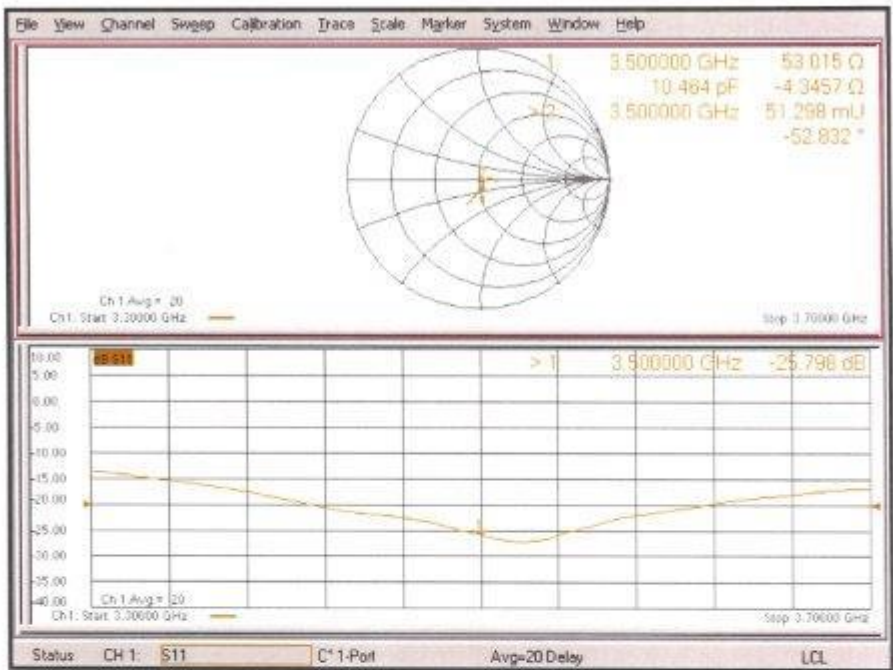 File View Channel Sweep Calibration Trace Scale Marker System Window Help
1 3.500000 GHz 53.015 Ω
10.464 pF -4.3457 Ω
> 2 3.500000 GHz 51.298 mU
-52.832 °
Ch 1 Avg = 20
Ch1: Start 3.30000 GHz
Stop 3.70000 GHz
10.00
dB S11
> 1 3.500000 GHz -25.798 dB
5.00
0.00
-5.00
-10.00
-15.00
-20.00
-25.00
-30.00
-35.00
-40.00
Ch 1 Avg = 20
Ch1: Start 3.30000 GHz
Stop 3.70000 GHz
Status CH 1: S11 C* 1-Port Avg=20 Delay LCL